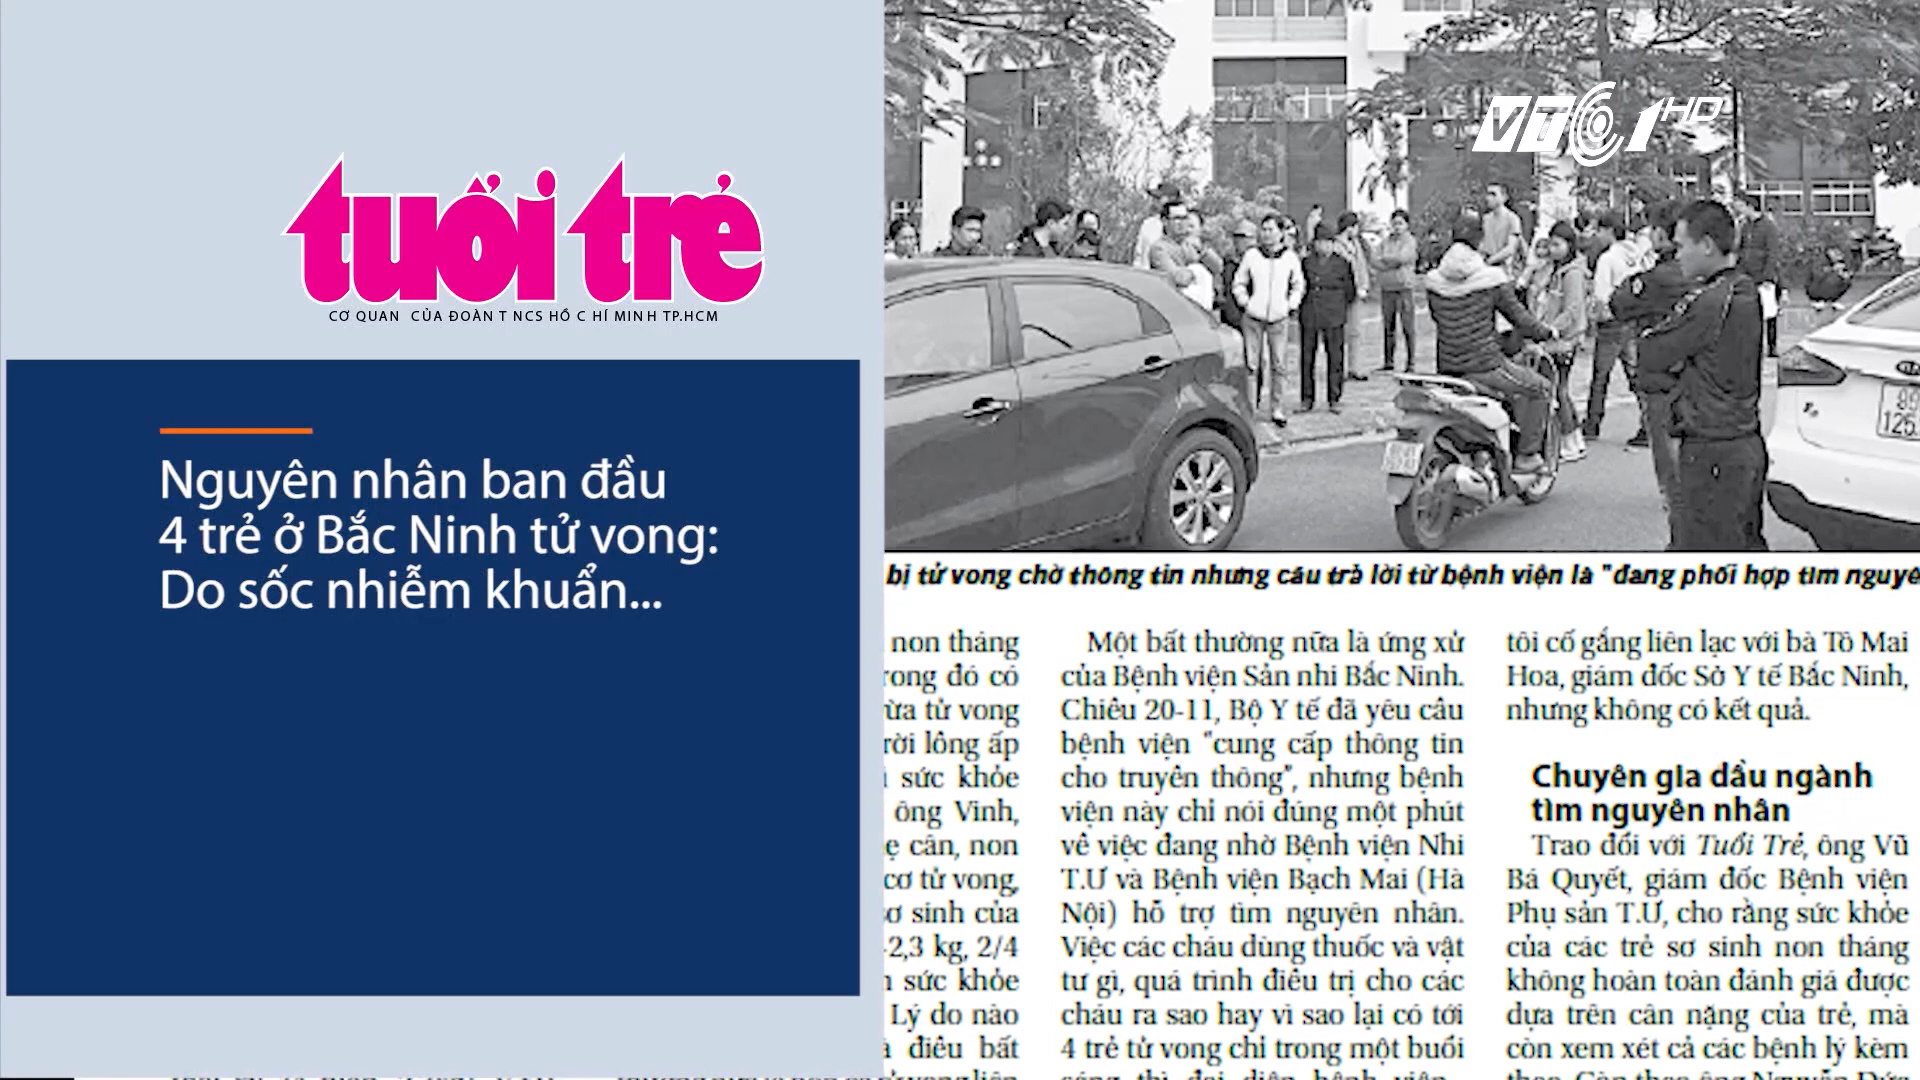 tuổi trẻ
CƠ QUAN CỦA ĐOÀN TNCS HỒ CHÍ MINH TP.HCM
Nguyên nhân ban đầu
4 trẻ ở Bắc Ninh tử vong:
Do sốc nhiễm khuẩn...
VTC1 HD
bị tử vong chờ thông tin nhưng câu trả lời từ bệnh viện là "đang phối hợp tìm
non tháng
đó có
tử vong
lồng ấp
sức khỏe
ông Vinh,
cân, non
tử vong,
sinh của
2,3 kg, 2/4
sức khỏe
Lý do nào
điều bất
Một bất thường nữa là ứng xử
của Bệnh viện Sản nhi Bắc Ninh.
Chiều 20-11, Bộ Y tế đã yêu cầu
bệnh viện "cung cấp thông tin
cho truyền thông", nhưng bệnh
viện này chỉ nói đúng một phút
về việc đang nhờ Bệnh viện Nhi
T.Ư và Bệnh viện Bạch Mai (Hà
Nội) hỗ trợ tìm nguyên nhân.
Việc các cháu dùng thuốc và vật
tư gì, quá trình điều trị cho các
cháu ra sao hay vì sao lại có tới
4 trẻ tử vong chỉ trong một buổi
tôi cố gắng liên lạc với bà Tô Mai
Hoa, giám đốc Sở Y tế Bắc Ninh,
nhưng không có kết quả.
Chuyên gia đầu ngành
tìm nguyên nhân
Trao đổi với Tuổi Trẻ, ông Vũ
Bá Quyết, giám đốc Bệnh viện
Phụ sản T.Ư, cho rằng sức khỏe
của các trẻ sơ sinh non tháng
không hoàn toàn đánh giá được
dựa trên cân nặng của trẻ, mà
còn xem xét cả các bệnh lý kèm